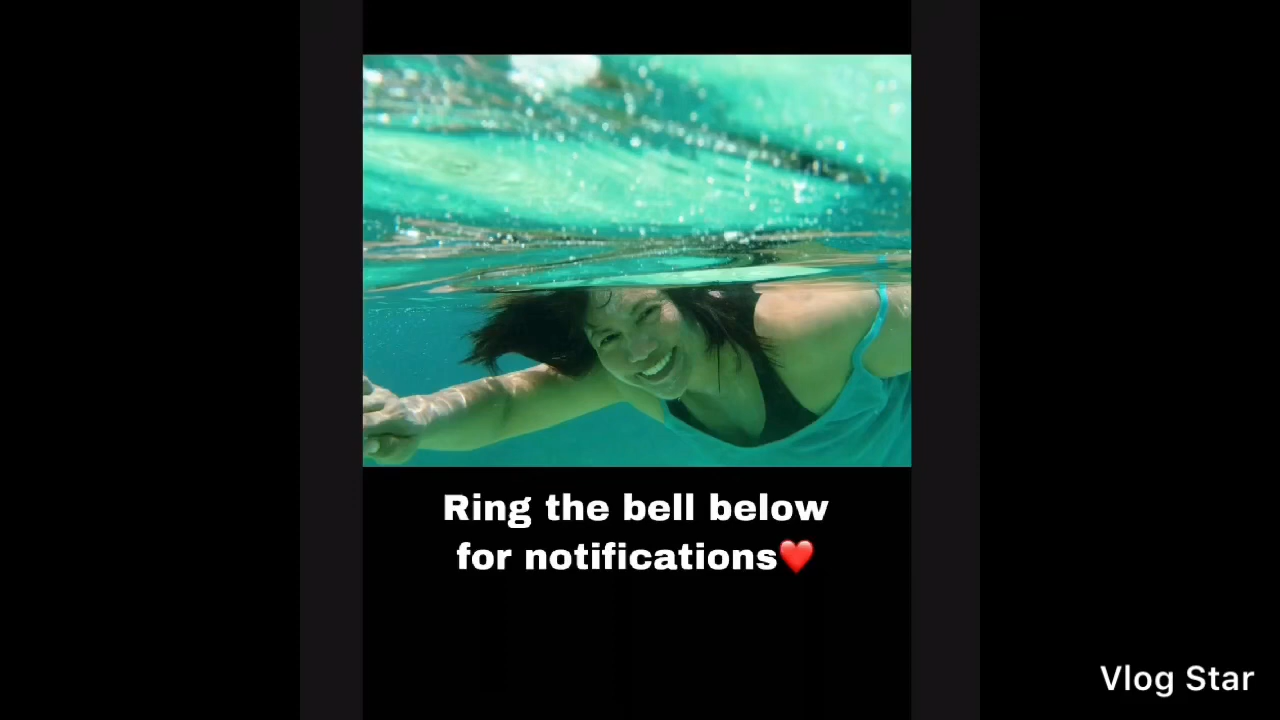 Ring the bell below
for notifications❤️
Vlog Star